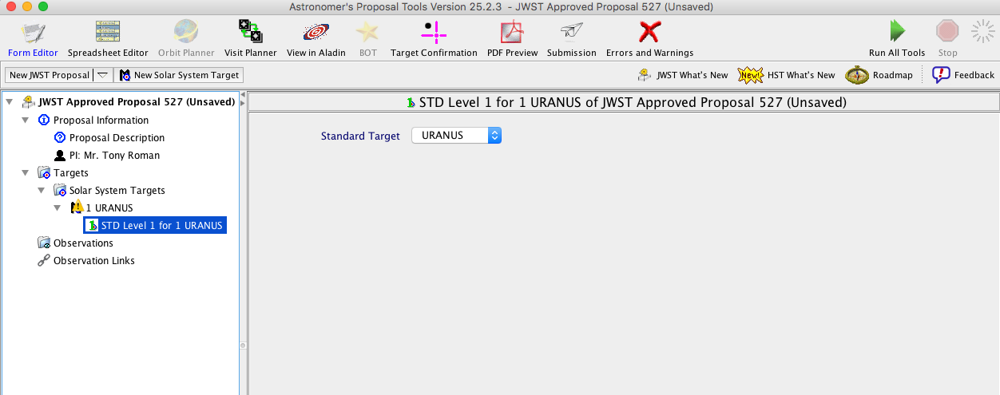 Astronomer's Proposal Tools Version 25.2.3 - JWST Approved Proposal 527 (Unsaved)
Form Editor Spreadsheet Editor Orbit Planner Visit Planner View in Aladin BOT Target Confirmation PDF Preview Submission Errors and Warnings Run All Tools Stop
New JWST Proposal New Solar System Target JWST What's New New! HST What's New Roadmap Feedback
JWST Approved Proposal 527 (Unsaved)
STD Level 1 for 1 URANUS of JWST Approved Proposal 527 (Unsaved)
Proposal Information
Proposal Description
PI: Mr. Tony Roman
Targets
Solar System Targets
1 URANUS
STD Level 1 for 1 URANUS
Observations
Observation Links
Standard Target URANUS